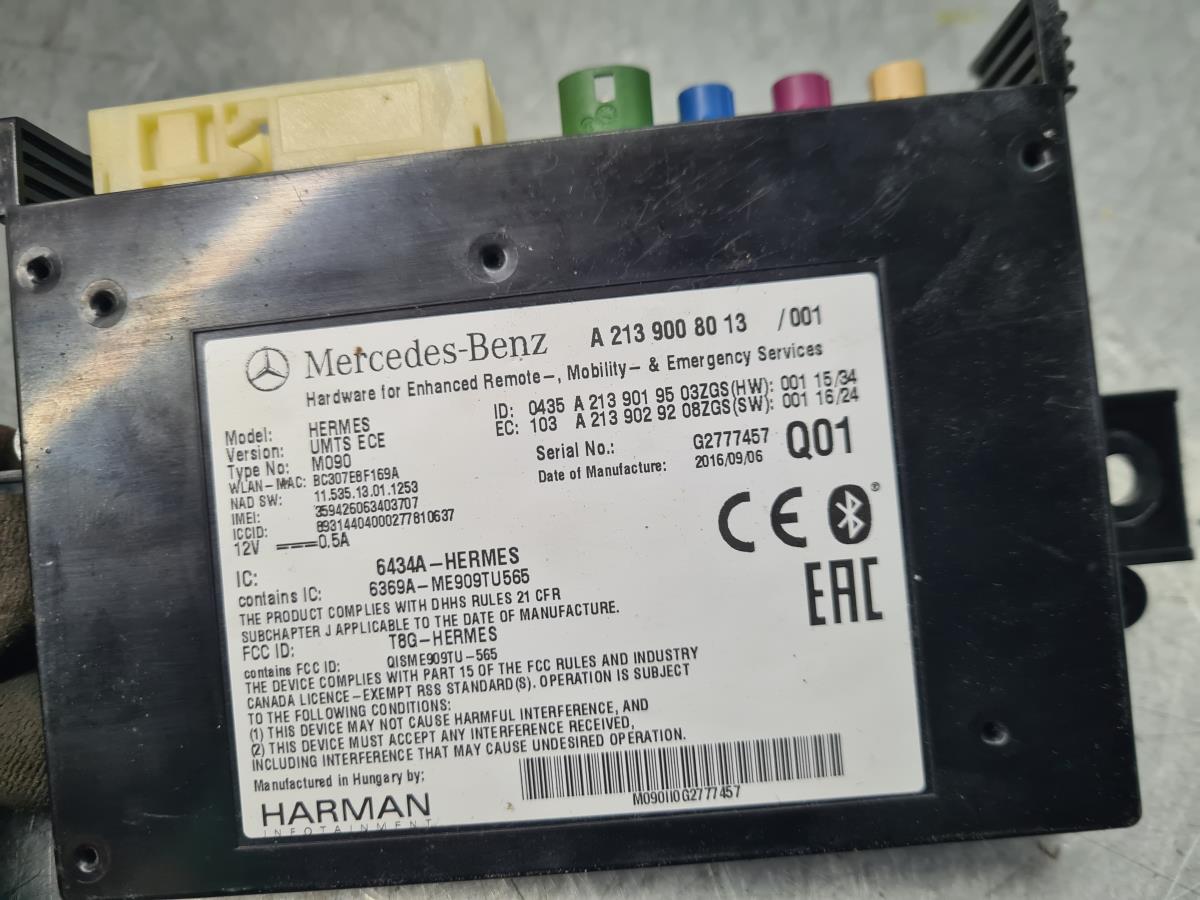 Mercedes-Benz A 213 900 80 13 /001
Hardware for Enhanced Remote-, Mobility- & Emergency Services
ID: 0435 A 213 901 95 03ZGS(HW): 001 15/34
EC: 103 A 213 902 92 08ZGS(SW): 001 16/24
Model: HERMES
Version: UMTS ECE
Type No: M090
WLAN-MAC: BC307E8F169A
NAD SW: 11.535.13.01.1253
IMEI: 359426063403707
ICCID: 89314404000277810637
12V 0.5A
Serial No.: G2777457
Date of Manufacture: 2016/09/06
Q01
CE
EAC
IC: 6434A-HERMES
contains IC: 6369A-ME909TU565
THE PRODUCT COMPLIES WITH DHHS RULES 21 CFR
SUBCHAPTER J APPLICABLE TO THE DATE OF MANUFACTURE.
FCC ID: T8G-HERMES
contains FCC ID: QISME909TU-565
THE DEVICE COMPLIES WITH PART 15 OF THE FCC RULES AND INDUSTRY
CANADA LICENCE-EXEMPT RSS STANDARD(S). OPERATION IS SUBJECT
TO THE FOLLOWING CONDITIONS:
(1) THIS DEVICE MAY NOT CAUSE HARMFUL INTERFERENCE, AND
(2) THIS DEVICE MUST ACCEPT ANY INTERFERENCE RECEIVED,
INCLUDING INTERFERENCE THAT MAY CAUSE UNDESIRED OPERATION.
Manufactured in Hungary by;
HARMAN
INFOTAINMENT
M090II0G2777457